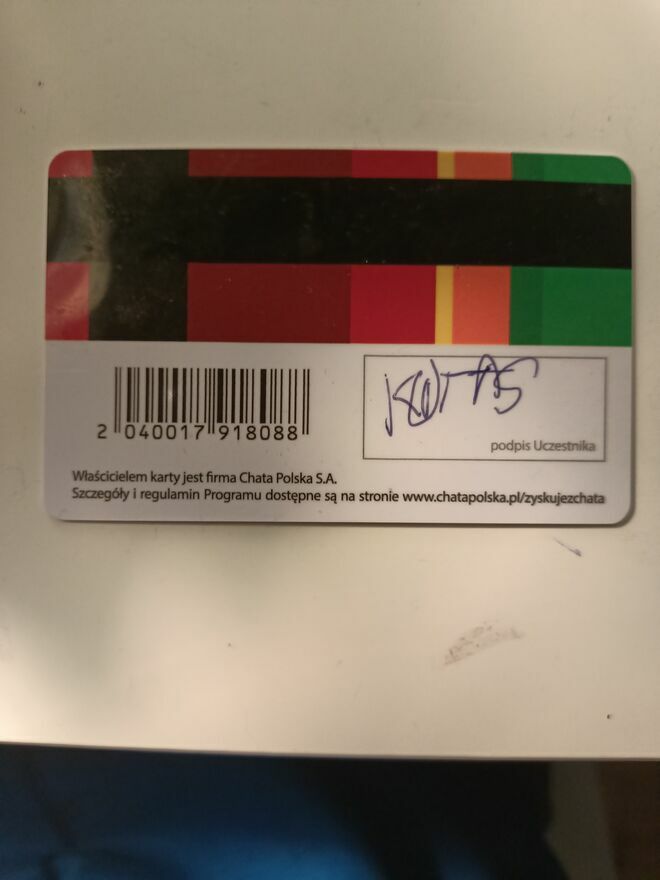 2 040017 918088
podpis Uczestnika
Właścicielem karty jest firma Chata Polska S.A.
Szczegóły i regulamin Programu dostępne są na stronie www.chatapolska.pl/zyskujezchata